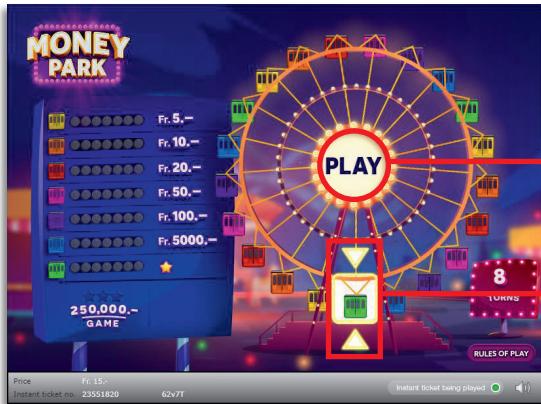 MONEY
PARK
Fr. 5.–
Fr. 10.–
Fr. 20.–
Fr. 50.–
Fr. 100.–
Fr. 5000.–
250,000.–
GAME
PLAY
8
TURNS
RULES OF PLAY
Price Fr. 15.-
Instant ticket no. 23551820 62v7T
Instant ticket being played